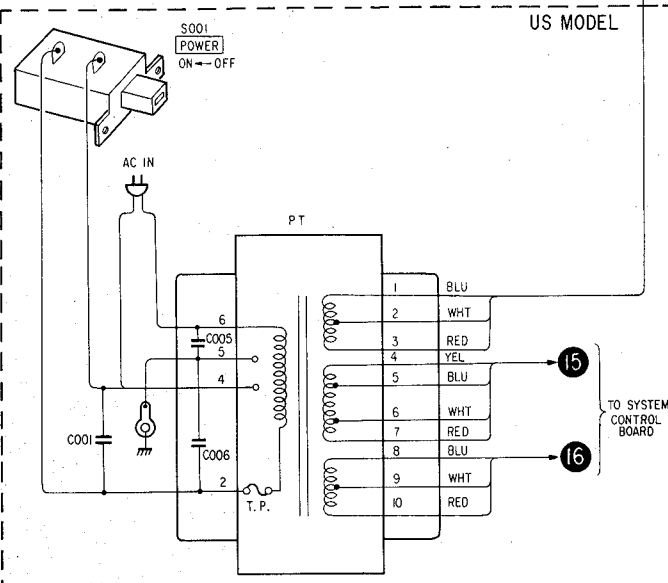 US MODEL
S001
POWER
ON ← OFF
AC IN
PT
6
C005
5
4
C001
C006
2
T.P.
1 BLU
2 WHT
3 RED
4 YEL
5 BLU
6 WHT
7 RED
8 BLU
9 WHT
10 RED
15
16
TO SYSTEM
CONTROL
BOARD